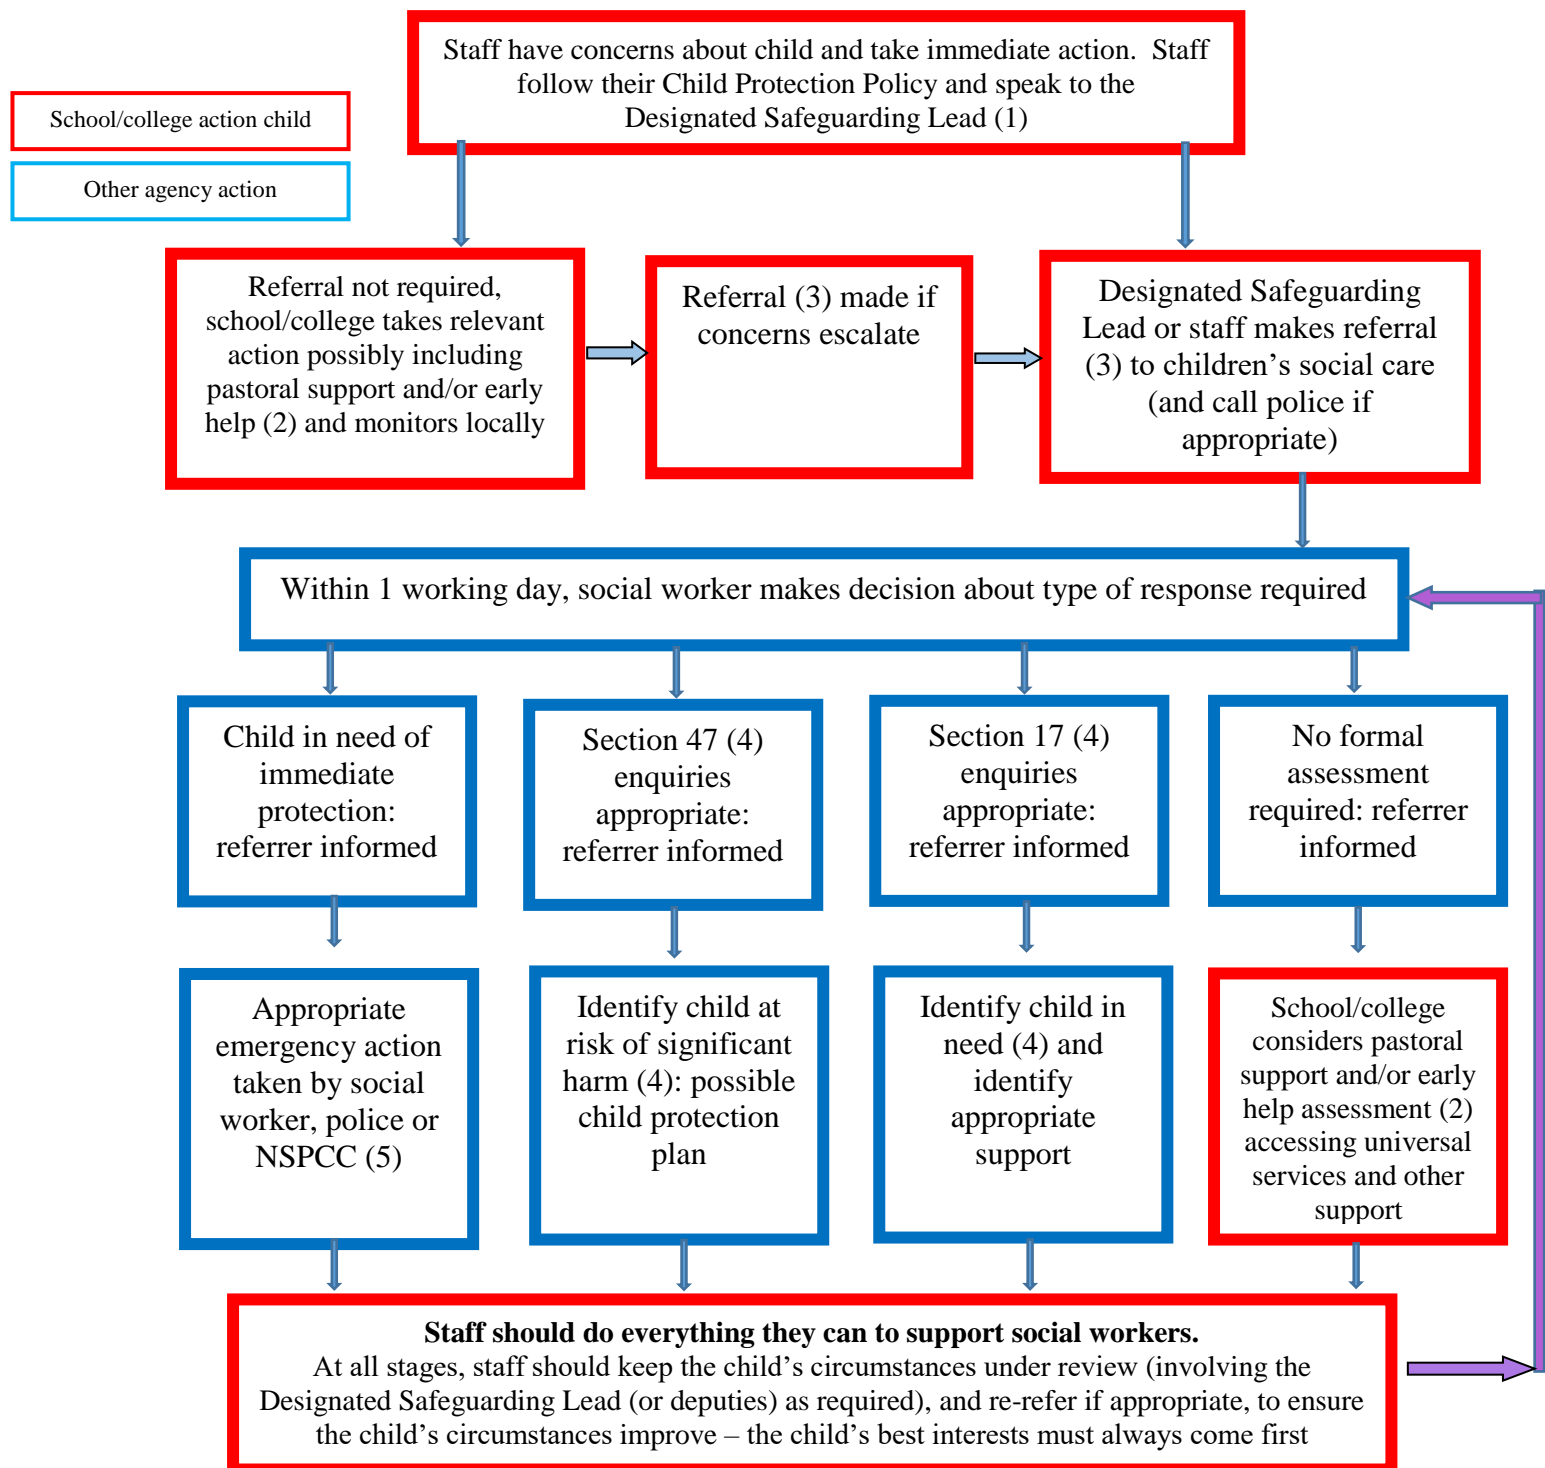 Staff have concerns about child and take immediate action.  Staff
follow their Child Protection Policy and speak to the
Designated Safeguarding Lead (1)
School/college action child
Other agency action
Referral not required,
school/college takes relevant
action possibly including
pastoral support and/or early
help (2) and monitors locally
Referral (3) made if
concerns escalate
Designated Safeguarding
Lead or staff makes referral
(3) to children’s social care
(and call police if
appropriate)
Within 1 working day, social worker makes decision about type of response required
Child in need of
immediate
protection:
referrer informed
Section 47 (4)
enquiries
appropriate:
referrer informed
Section 17 (4)
enquiries
appropriate:
referrer informed
No formal
assessment
required: referrer
informed
Appropriate
emergency action
taken by social
worker, police or
NSPCC (5)
Identify child at
risk of significant
harm (4): possible
child protection
plan
Identify child in
need (4) and
identify
appropriate
support
School/college
considers pastoral
support and/or early
help assessment (2)
accessing universal
services and other
support
Staff should do everything they can to support social workers.
At all stages, staff should keep the child’s circumstances under review (involving the
Designated Safeguarding Lead (or deputies) as required), and re-refer if appropriate, to ensure
the child’s circumstances improve – the child’s best interests must always come first